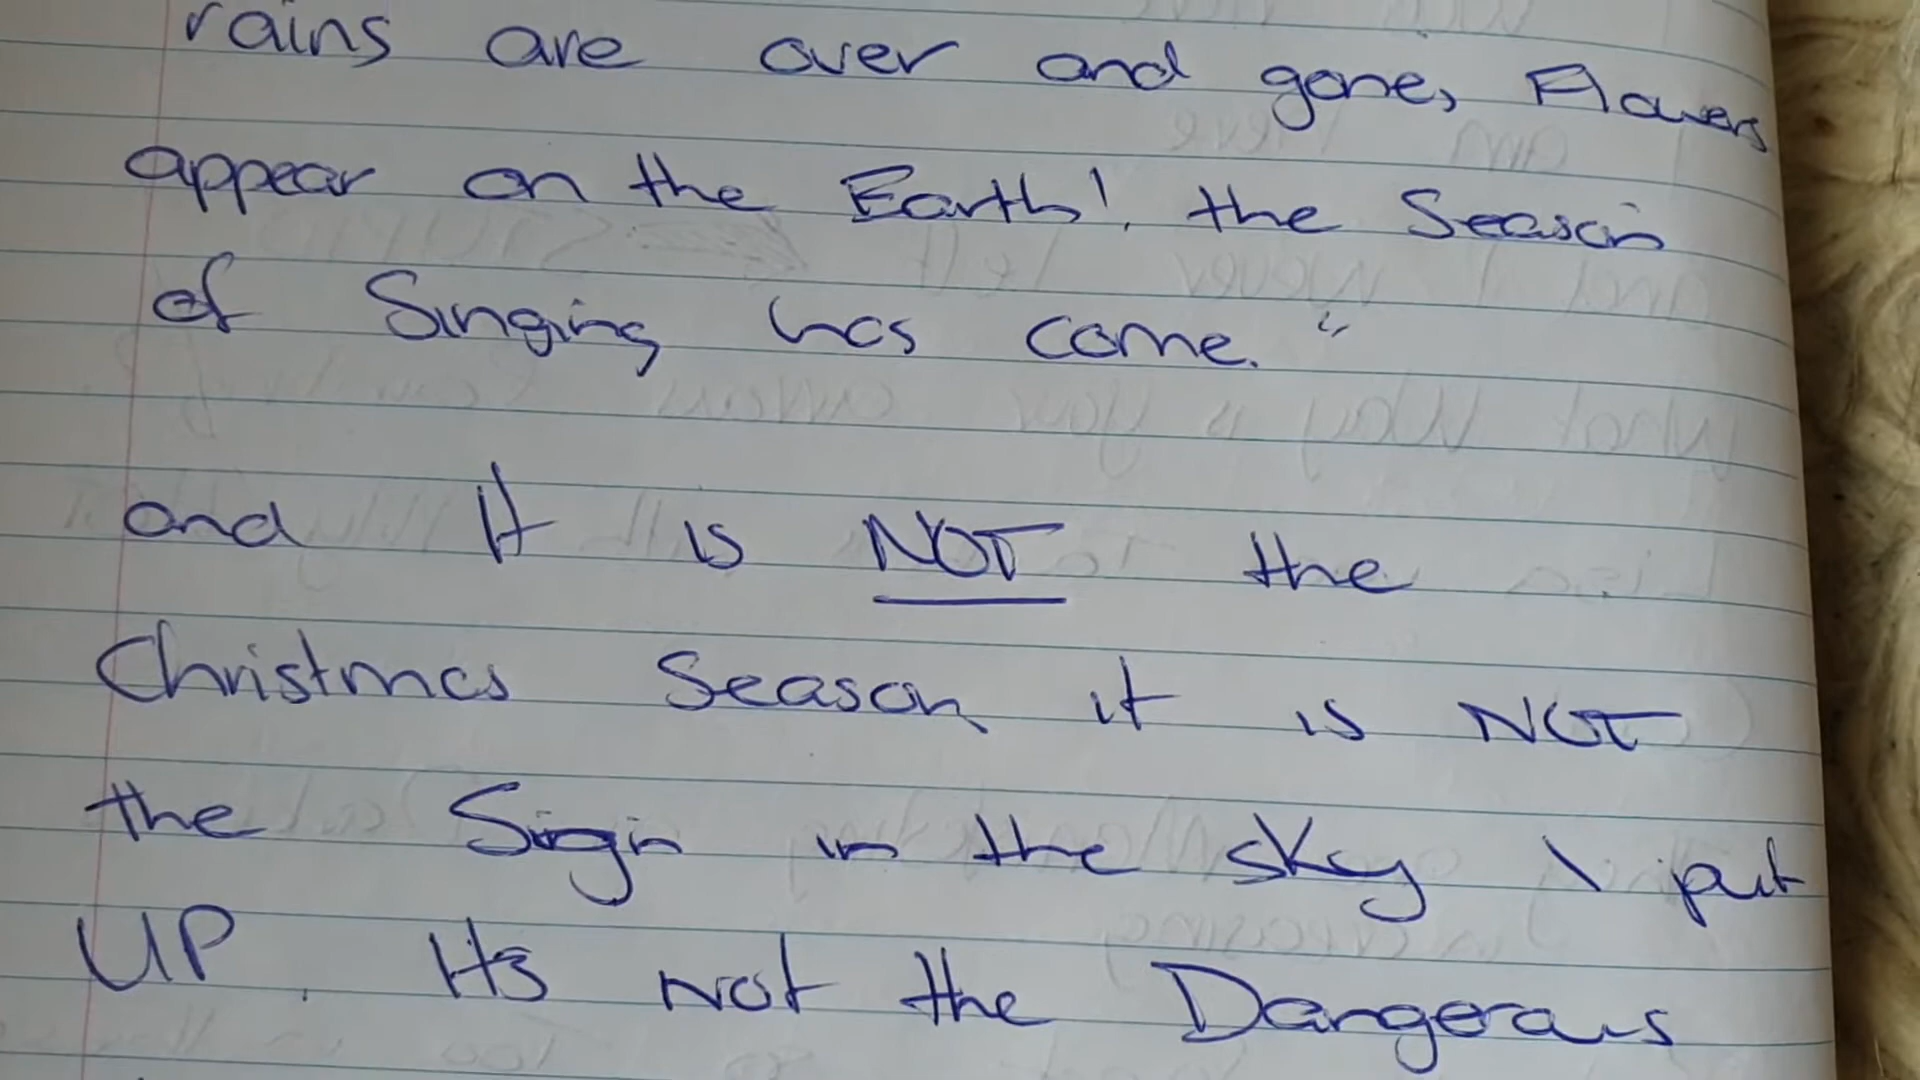 rains are over and gone, Flowers
appear on the Earth!, the Season
of Singing has come."
and It is NOT the
Christmas Season it is NOT
the Sign in the sky I put
UP. Its not the Dangerous